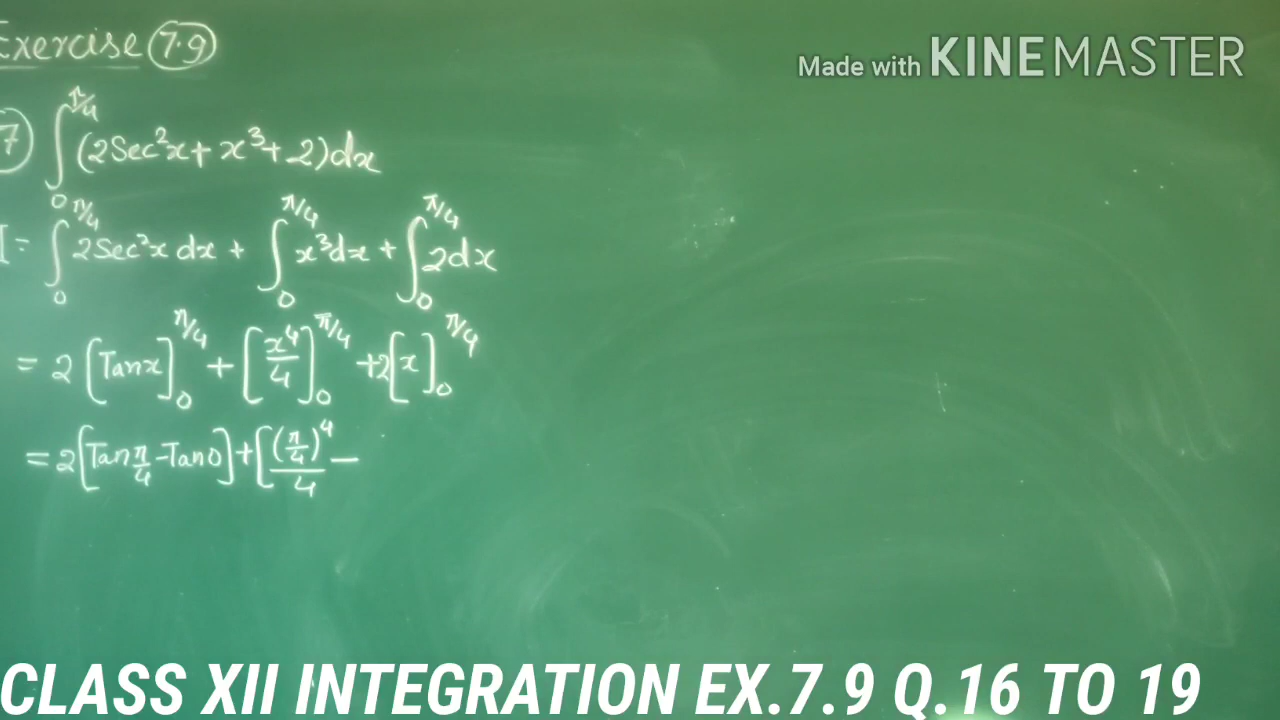 Exercise 7.9
Made with KINEMASTER
7) ∫₀^π/4 (2Sec²x + x³ + 2)dx
I = ∫₀^π/4 2Sec²x dx + ∫₀^π/4 x³dx + ∫₀^π/4 2dx
= 2[Tanx]₀^π/4 + [x⁴/4]₀^π/4 + 2[x]₀^π/4
= 2[Tan π/4 - Tan0] + [(π/4)⁴/4 -
CLASS XII INTEGRATION EX.7.9 Q.16 TO 19